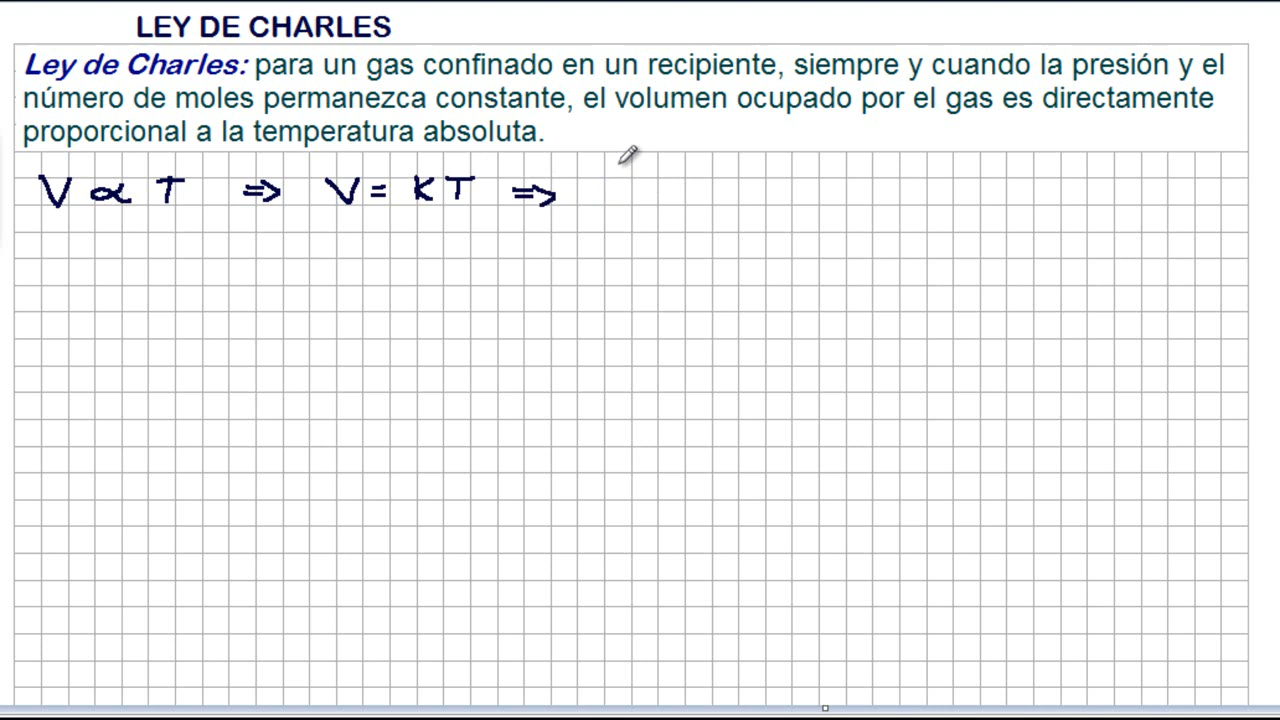 LEY DE CHARLES
Ley de Charles: para un gas confinado en un recipiente, siempre y cuando la presión y el
número de moles permanezca constante, el volumen ocupado por el gas es directamente
proporcional a la temperatura absoluta.
V ∝ T ⇒ V = KT ⇒